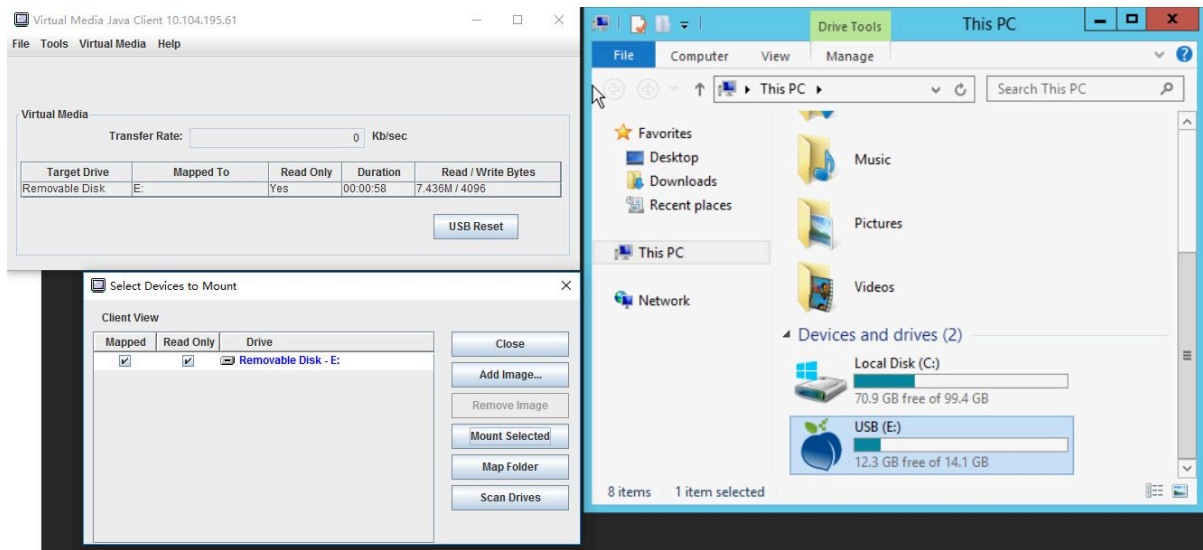 Virtual Media Java Client 10.104.195.61
File Tools Virtual Media Help
Virtual Media
Transfer Rate: 0 Kb/sec
Target Drive Mapped To Read Only Duration Read / Write Bytes
Removable Disk E: Yes 00:00:58 7.436M / 4096
USB Reset
Select Devices to Mount
Client View
Mapped Read Only Drive
Removable Disk - E:
Close
Add Image...
Remove Image
Mount Selected
Map Folder
Scan Drives
Drive Tools This PC
File Computer View Manage
This PC Search This PC
Favorites
Desktop
Downloads
Recent places
This PC
Network
Music
Pictures
Videos
Devices and drives (2)
Local Disk (C:)
70.9 GB free of 99.4 GB
USB (E:)
12.3 GB free of 14.1 GB
8 items 1 item selected